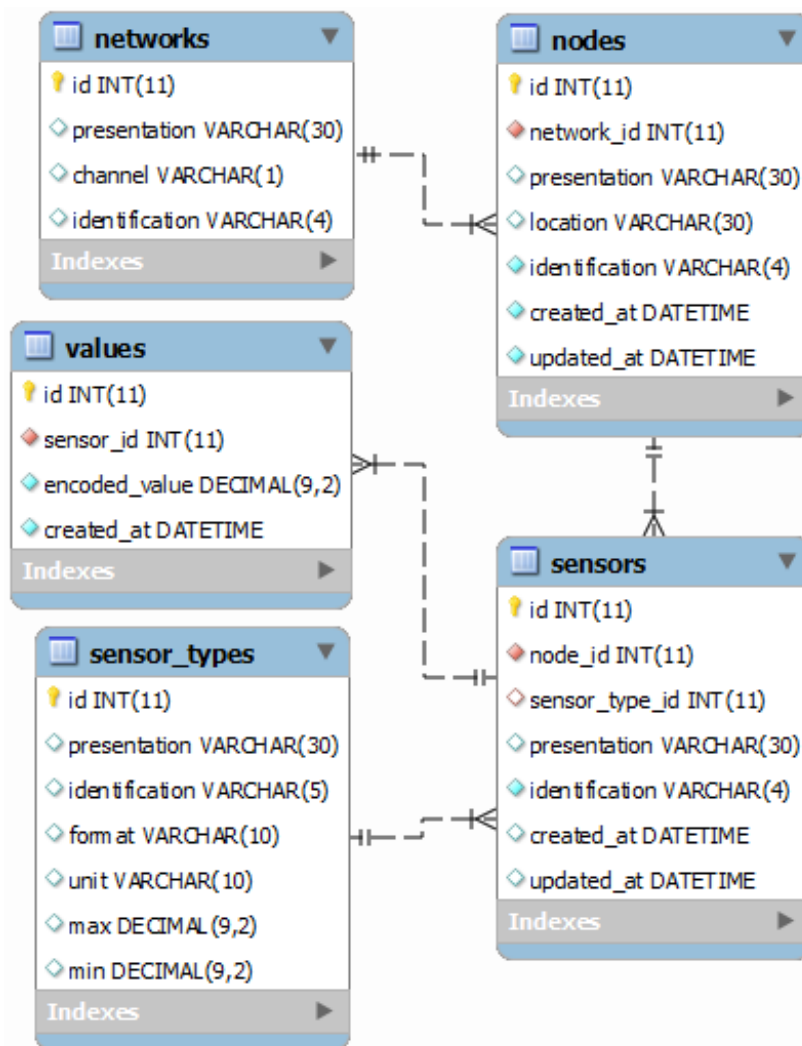 networks
id INT(11)
presentation VARCHAR(30)
channel VARCHAR(1)
identification VARCHAR(4)
Indexes
nodes
id INT(11)
network_id INT(11)
presentation VARCHAR(30)
location VARCHAR(30)
identification VARCHAR(4)
created_at DATETIME
updated_at DATETIME
Indexes
values
id INT(11)
sensor_id INT(11)
encoded_value DECIMAL(9,2)
created_at DATETIME
Indexes
sensors
id INT(11)
node_id INT(11)
sensor_type_id INT(11)
presentation VARCHAR(30)
identification VARCHAR(4)
created_at DATETIME
updated_at DATETIME
Indexes
sensor_types
id INT(11)
presentation VARCHAR(30)
identification VARCHAR(5)
format VARCHAR(10)
unit VARCHAR(10)
max DECIMAL(9,2)
min DECIMAL(9,2)
Indexes